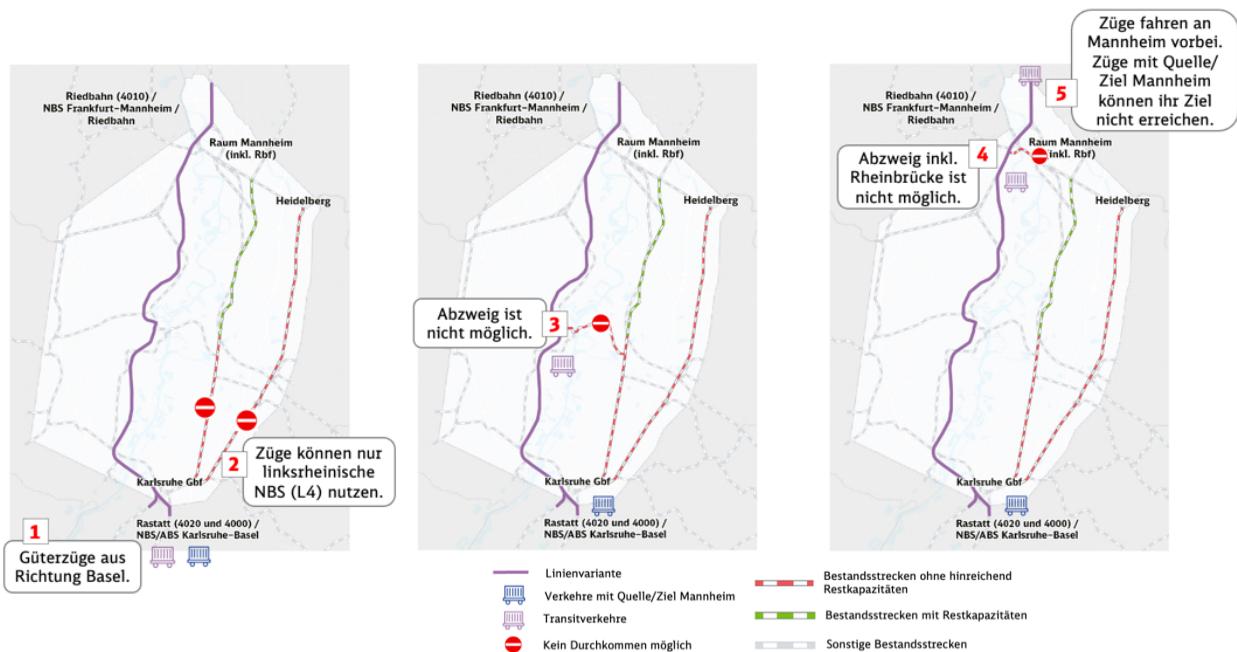 Riedbahn (4010) /
NBS Frankfurt-Mannheim /
Riedbahn
Raum Mannheim
(inkl. Rbf)
Heidelberg
2
Züge können nur
linksrheinische
NBS (L4) nutzen.
Karlsruhe Gbf
Rastatt (4020 und 4000) /
NBS/ABS Karlsruhe-Basel
1
Güterzüge aus
Richtung Basel.
Riedbahn (4010) /
NBS Frankfurt-Mannheim /
Riedbahn
Raum Mannheim
(inkl. Rbf)
Heidelberg
Abzweig ist
nicht möglich.
3
Karlsruhe Gbf
Rastatt (4020 und 4000) /
NBS/ABS Karlsruhe-Basel
Züge fahren an
Mannheim vorbei.
Züge mit Quelle/
Ziel Mannheim
können ihr Ziel
nicht erreichen.
5
Riedbahn (4010) /
NBS Frankfurt-Mannheim /
Riedbahn
Raum Mannheim
(inkl. Rbf)
4
Abzweig inkl.
Rheinbrücke ist
nicht möglich.
Heidelberg
Karlsruhe Gbf
Rastatt (4020 und 4000) /
NBS/ABS Karlsruhe-Basel
Linienvariante
Verkehre mit Quelle/Ziel Mannheim
Transitverkehre
Kein Durchkommen möglich
Bestandsstrecken ohne hinreichend
Restkapazitäten
Bestandsstrecken mit Restkapazitäten
Sonstige Bestandsstrecken